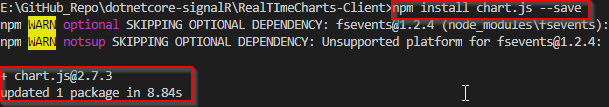 E:\GitHub_Repo\dotnetcore-signalR\RealTImeCharts-Client>npm install chart.js --save
npm WARN optional SKIPPING OPTIONAL DEPENDENCY: fsevents@1.2.4 (node_modules\fsevents):
npm WARN notsup SKIPPING OPTIONAL DEPENDENCY: Unsupported platform for fsevents@1.2.4:
+ chart.js@2.7.3
updated 1 package in 8.84s